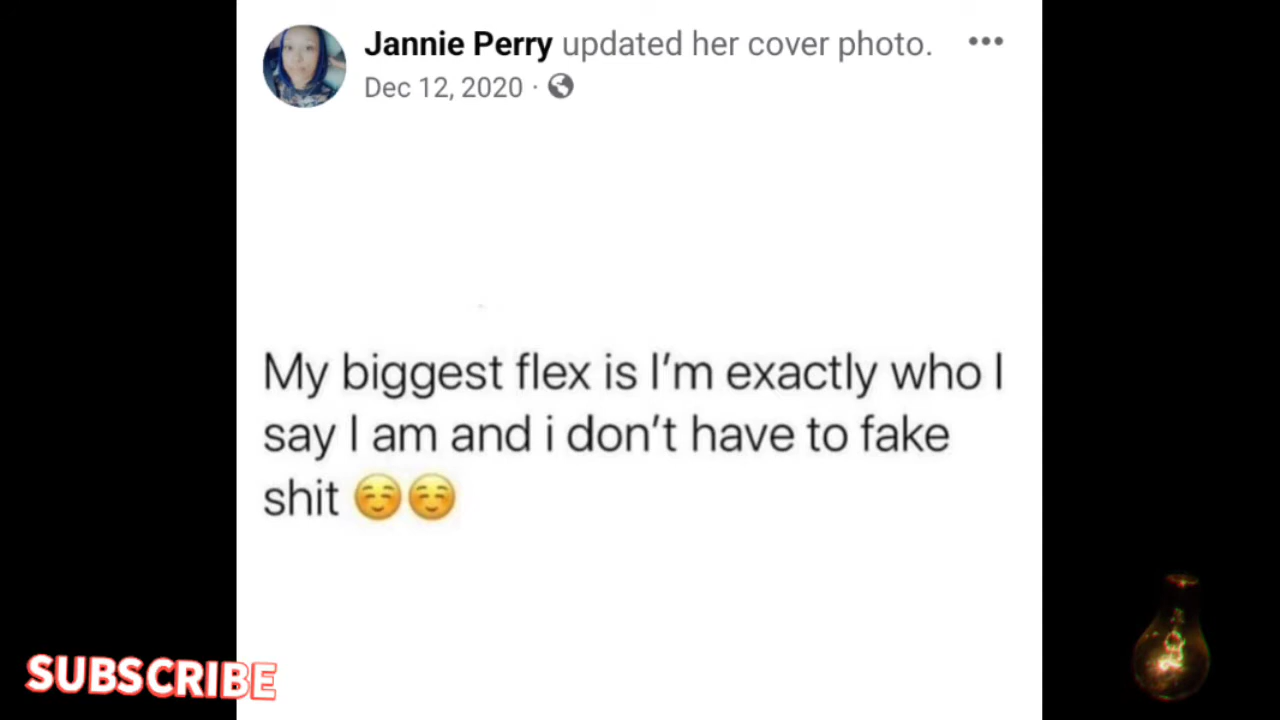 Jannie Perry updated her cover photo.
Dec 12, 2020 ·
My biggest flex is I'm exactly who I
say I am and i don't have to fake
shit ☺️☺️
SUBSCRIBE